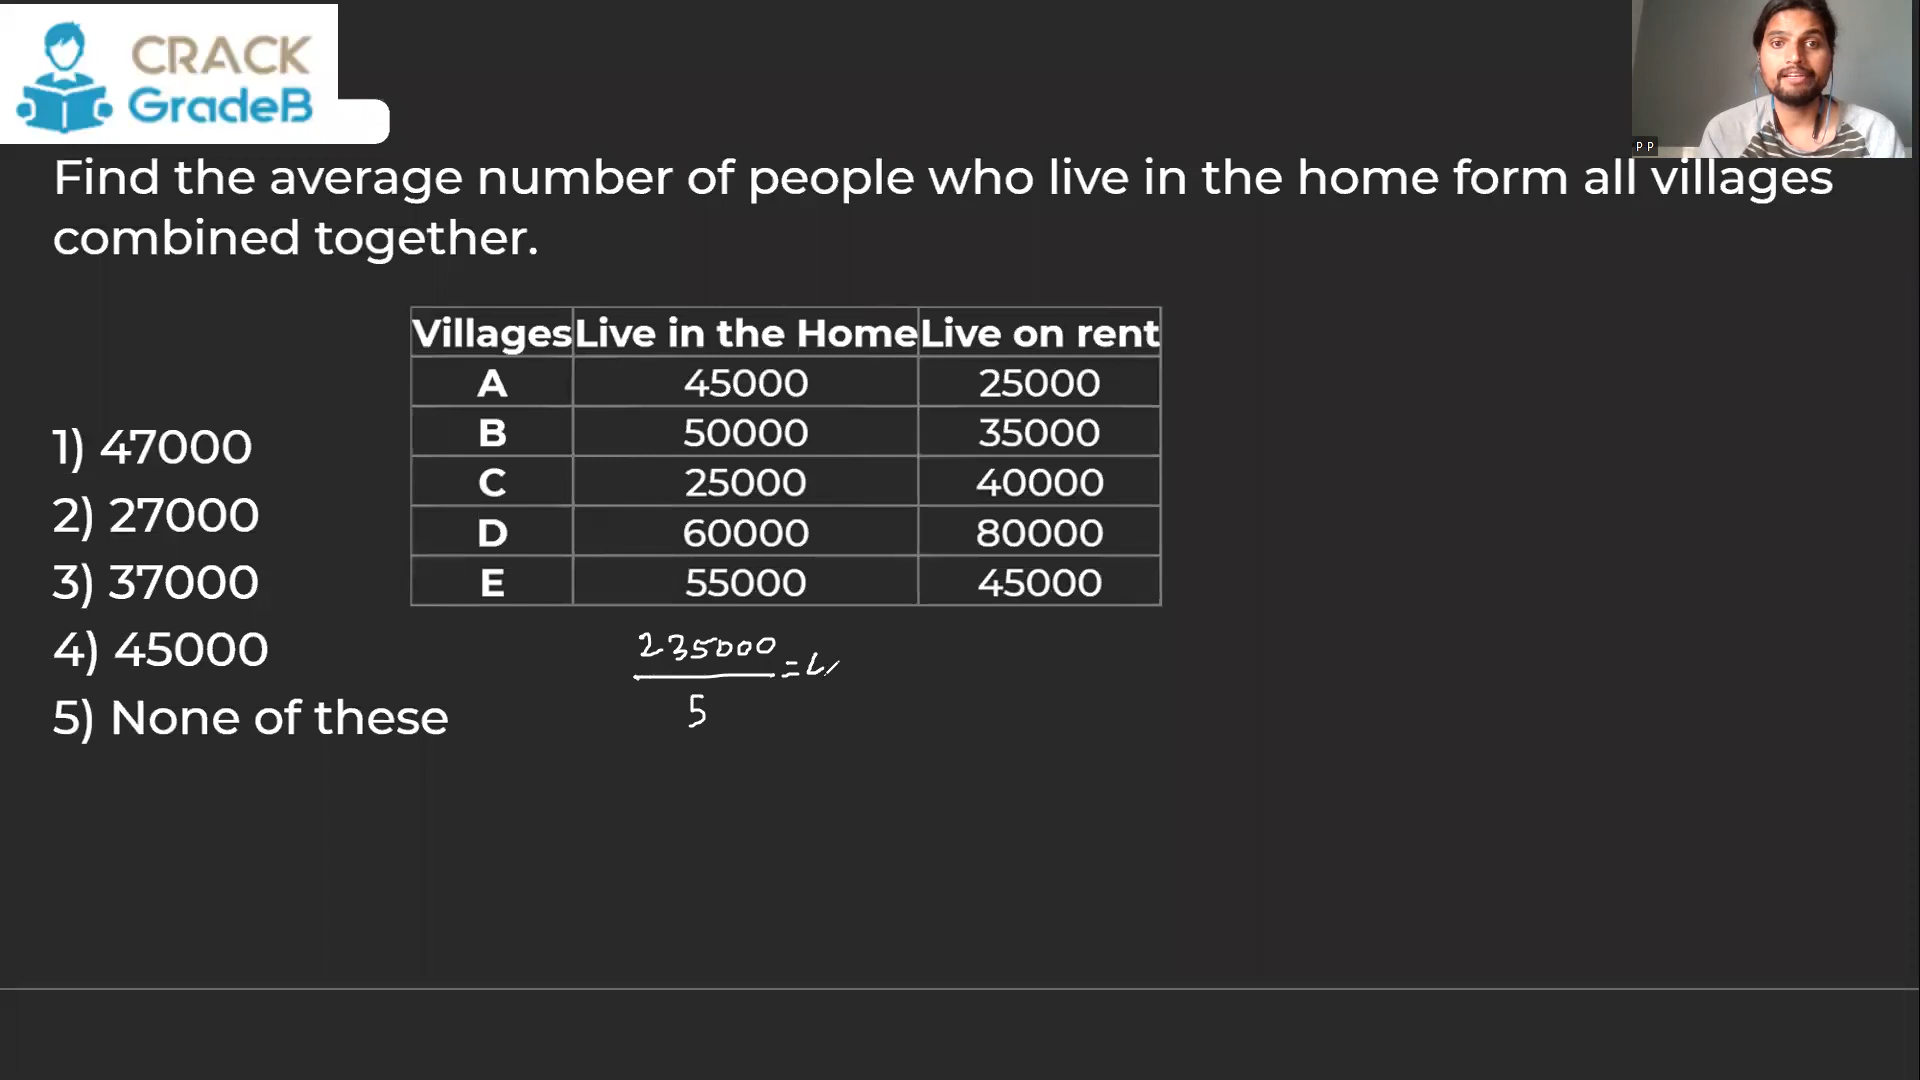 CRACK
GradeB
P P
Find the average number of people who live in the home form all villages
combined together.
Villages Live in the Home Live on rent
A 45000 25000
B 50000 35000
C 25000 40000
D 60000 80000
E 55000 45000
1) 47000
2) 27000
3) 37000
4) 45000
5) None of these
235000
=
5